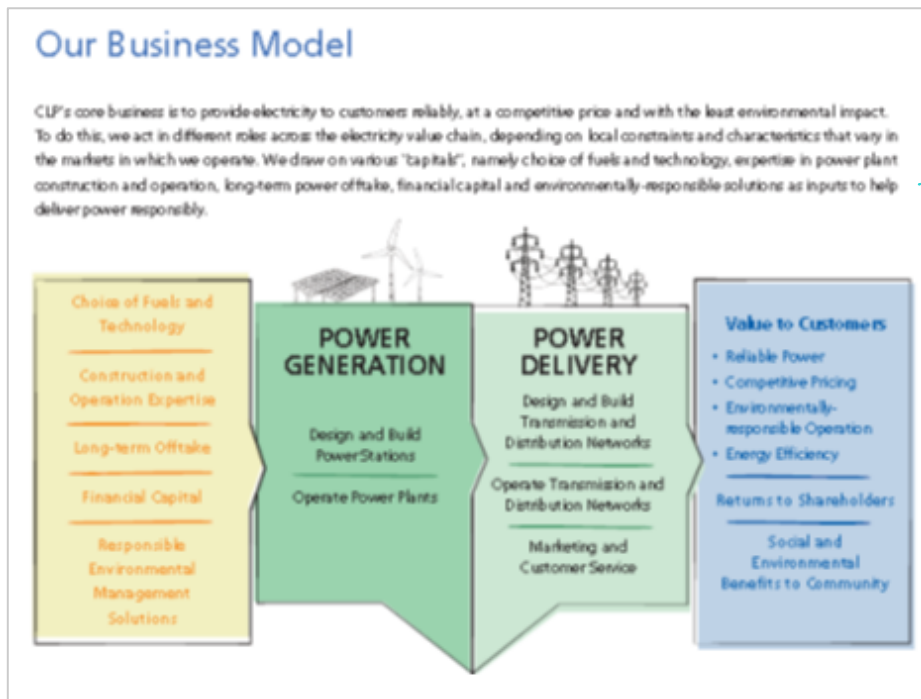 Our Business Model
CLP's core business is to provide electricity to customers reliably, at a competitive price and with the least environmental impact.
To do this, we act in different roles across the electricity value chain, depending on local constraints and characteristics that vary in
the markets in which we operate. We draw on various "capitals", namely choice of fuels and technology, expertise in power plant
construction and operation, long-term power offtake, financial capital and environmentally-responsible solutions as inputs to help
deliver power responsibly.
Choice of Fuels and
Technology
Construction and
Operation Expertise
Long-term Offtake
Financial Capital
Responsible
Environmental
Management
Solutions
POWER
GENERATION
Design and Build
Power Stations
Operate Power Plants
POWER
DELIVERY
Design and Build
Transmission and
Distribution Networks
Operate Transmission and
Distribution Networks
Marketing and
Customer Service
Value to Customers
• Reliable Power
• Competitive Pricing
• Environmentally-
responsible Operation
• Energy Efficiency
Returns to Shareholders
Social and
Environmental
Benefits to Community